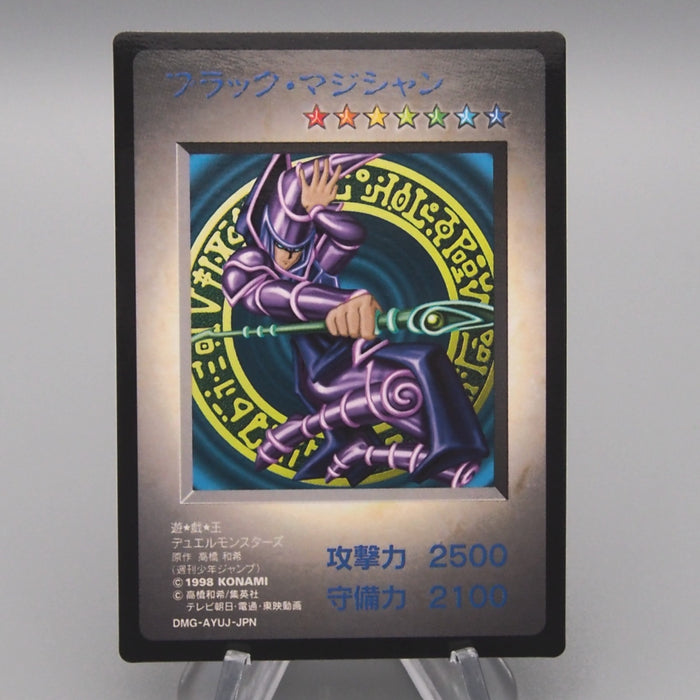 ブラック・マジシャン
遊★戯★王
デュエルモンスターズ
原作 高橋 和希
(週刊少年ジャンプ)
©1998 KONAMI
©高橋和希/集英社
テレビ朝日・電通・東映動画
DMG-AYUJ-JPN
攻撃力 2500
守備力 2100